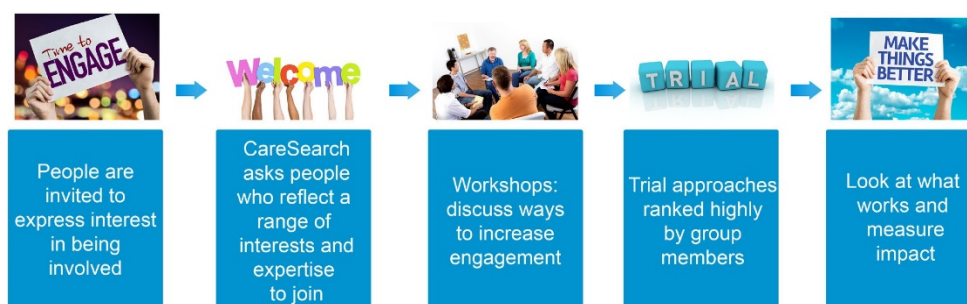 Time to
ENGAGE
Welcome
TRIAL
MAKE
THINGS
BETTER
People are
invited to
express interest
in being
involved
CareSearch
asks people
who reflect a
range of
interests and
expertise
to join
Workshops:
discuss ways
to increase
engagement
Trial approaches
ranked highly
by group
members
Look at what
works and
measure
impact